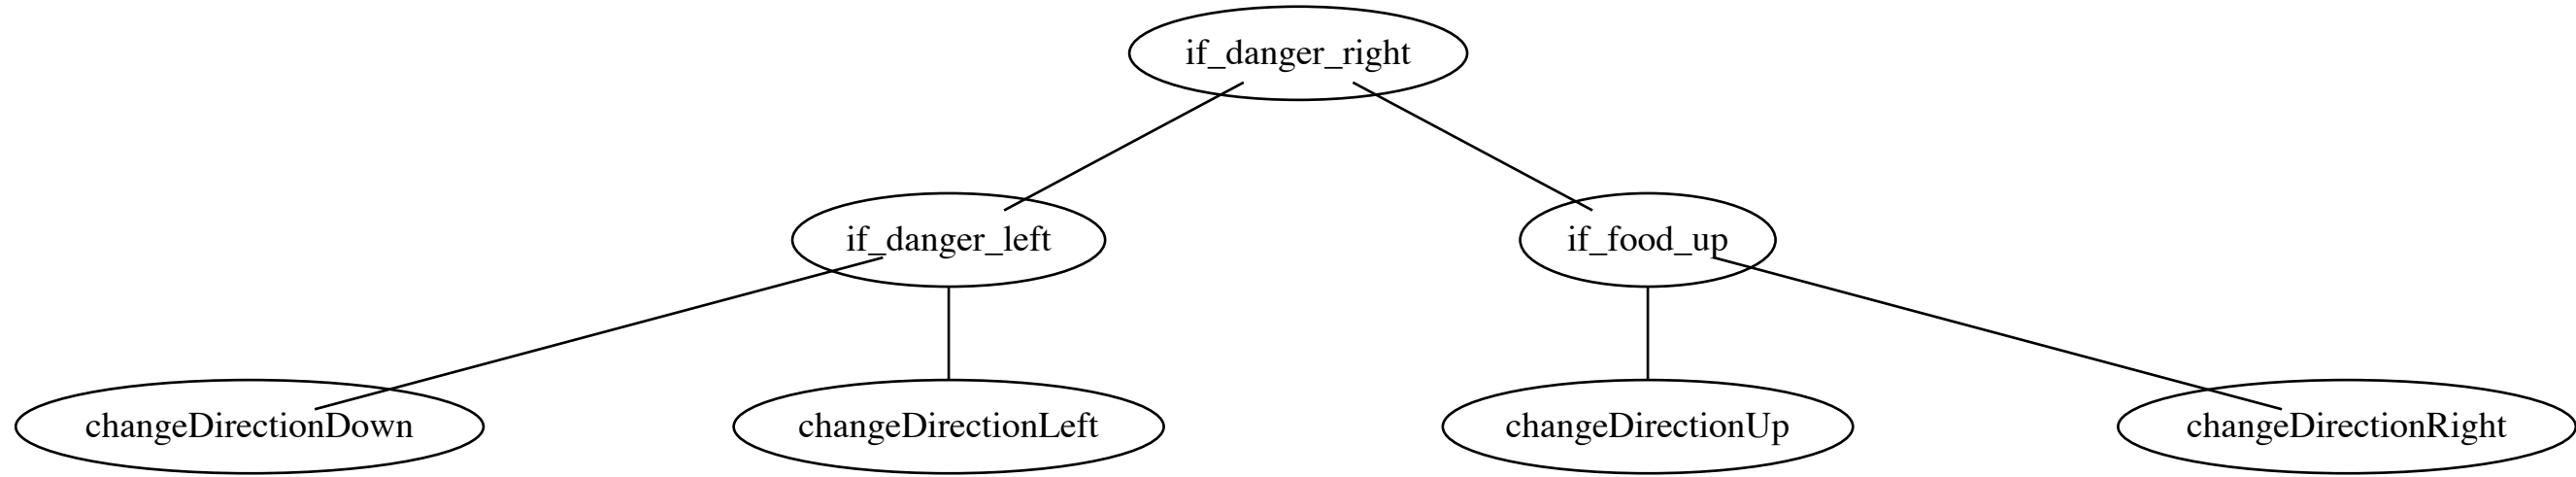 if_danger_right
if_danger_left
if_food_up
changeDirectionDown
changeDirectionLeft
changeDirectionUp
changeDirectionRight